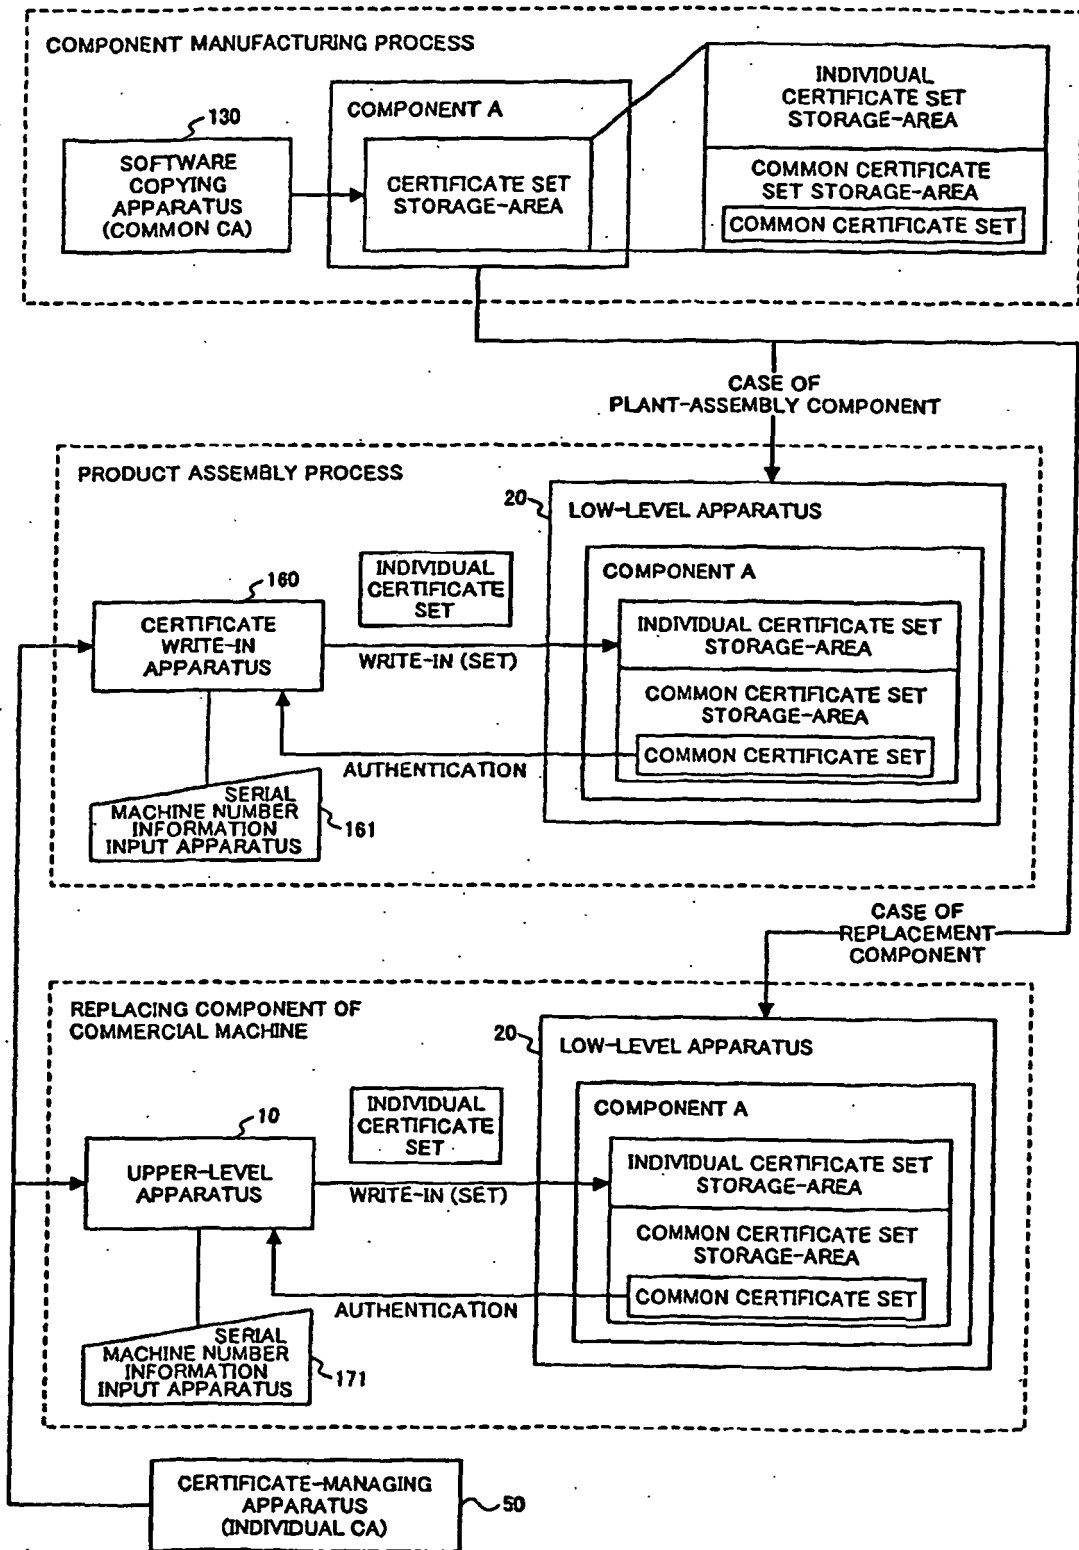 COMPONENT MANUFACTURING PROCESS
130
SOFTWARE
COPYING
APPARATUS
(COMMON CA)
COMPONENT A
CERTIFICATE SET
STORAGE-AREA
INDIVIDUAL
CERTIFICATE SET
STORAGE-AREA
COMMON CERTIFICATE
SET STORAGE-AREA
COMMON CERTIFICATE SET
CASE OF
PLANT-ASSEMBLY COMPONENT
PRODUCT ASSEMBLY PROCESS
160
CERTIFICATE
WRITE-IN
APPARATUS
INDIVIDUAL
CERTIFICATE
SET
WRITE-IN (SET)
AUTHENTICATION
SERIAL
MACHINE NUMBER
INFORMATION
INPUT APPARATUS
161
20
LOW-LEVEL APPARATUS
COMPONENT A
INDIVIDUAL CERTIFICATE SET
STORAGE-AREA
COMMON CERTIFICATE SET
STORAGE-AREA
COMMON CERTIFICATE SET
CASE OF
REPLACEMENT
COMPONENT
REPLACING COMPONENT OF
COMMERCIAL MACHINE
10
UPPER-LEVEL
APPARATUS
INDIVIDUAL
CERTIFICATE
SET
WRITE-IN (SET)
AUTHENTICATION
SERIAL
MACHINE NUMBER
INFORMATION
INPUT APPARATUS
171
20
LOW-LEVEL APPARATUS
COMPONENT A
INDIVIDUAL CERTIFICATE SET
STORAGE-AREA
COMMON CERTIFICATE SET
STORAGE-AREA
COMMON CERTIFICATE SET
CERTIFICATE-MANAGING
APPARATUS
(INDIVIDUAL CA)
50